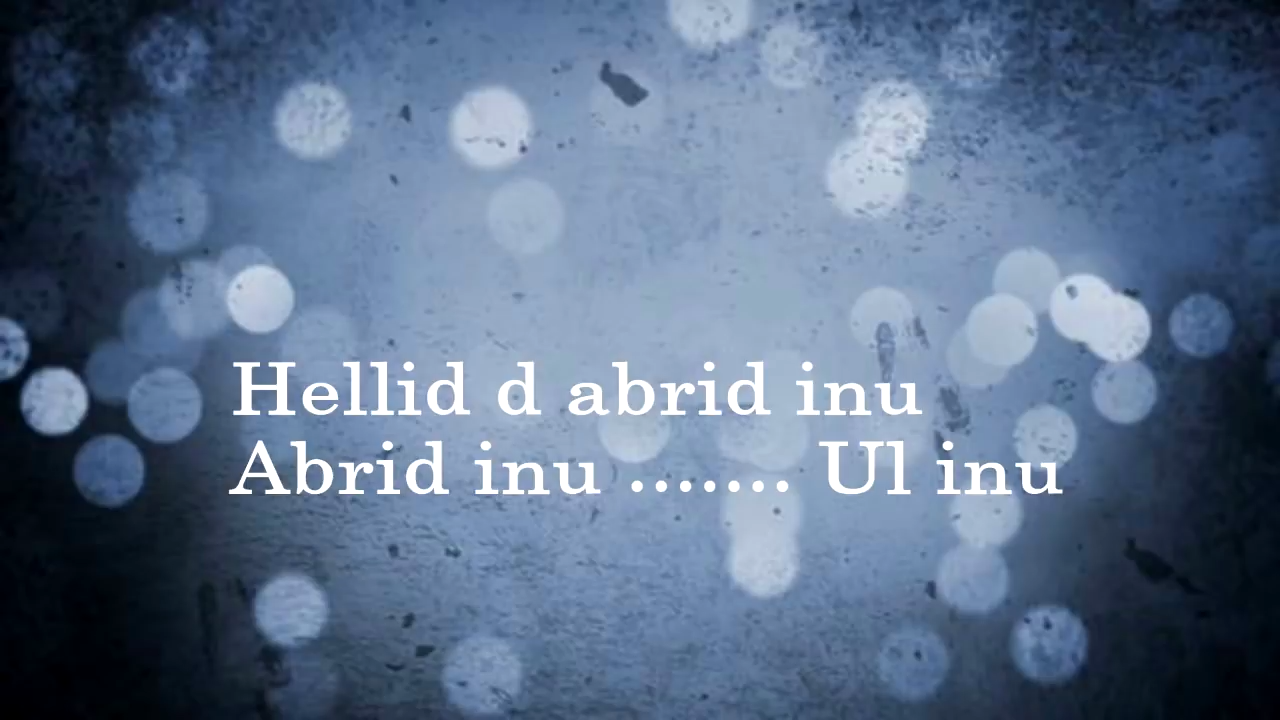 Hellid d abrid inu
Abrid inu ....... Ul inu